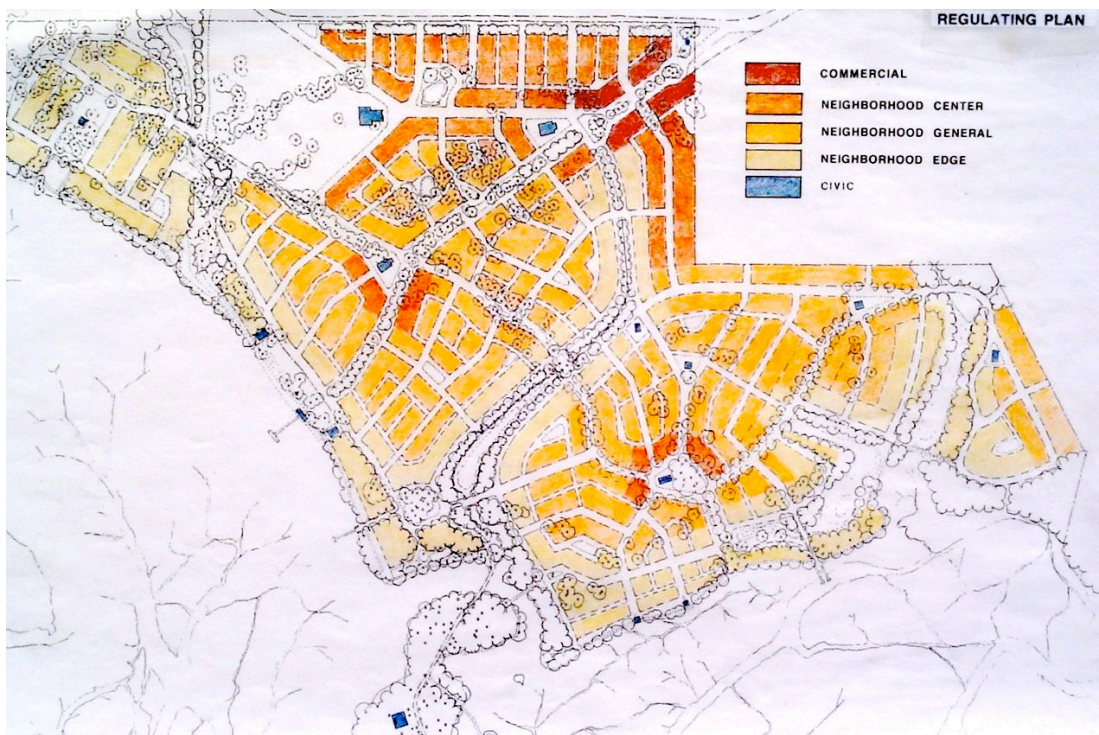 REGULATING PLAN
COMMERCIAL
NEIGHBORHOOD CENTER
NEIGHBORHOOD GENERAL
NEIGHBORHOOD EDGE
CIVIC